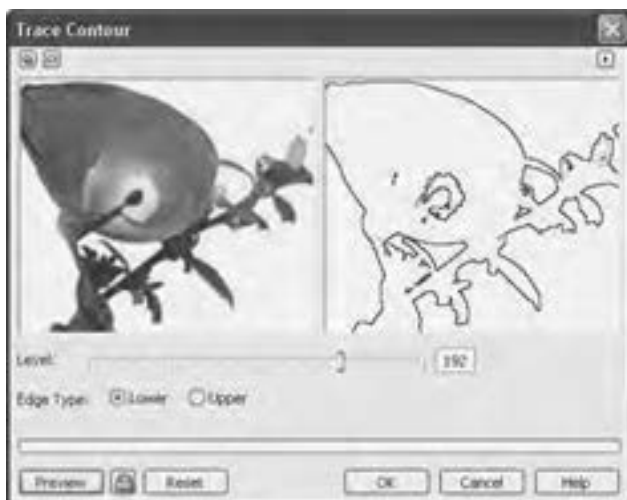 Trace Contour
Level: 192
Edge Type: Lower Upper
Preview Reset OK Cancel Help